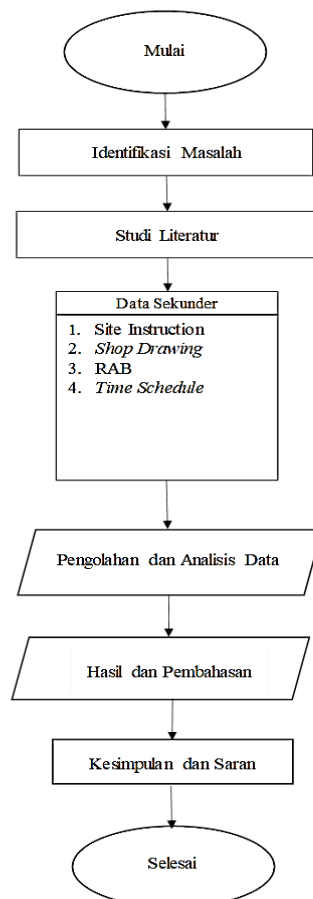 Mulai
Identifikasi Masalah
Studi Literatur
Data Sekunder
1. Site Instruction
2. Shop Drawing
3. RAB
4. Time Schedule
Pengolahan dan Analisis Data
Hasil dan Pembahasan
Kesimpulan dan Saran
Selesai